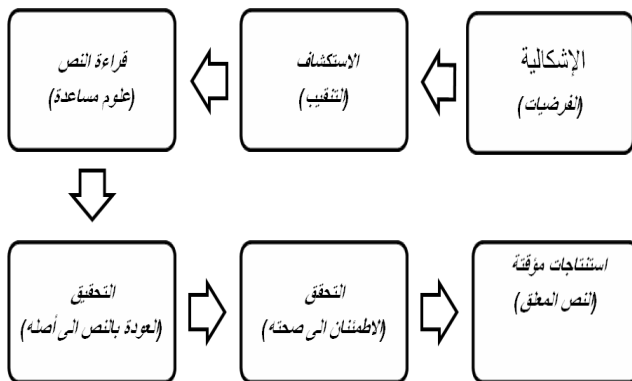 الإشكالية
(الفرضيات)
الاستكشاف
(التنقيب)
قراءة النص
(علوم مساعدة)
التحقيق
(العودة بالنص الى أصله)
التحقق
(الاطمئنان الى صحته)
استنتاجات مؤقتة
(النص المغلق)